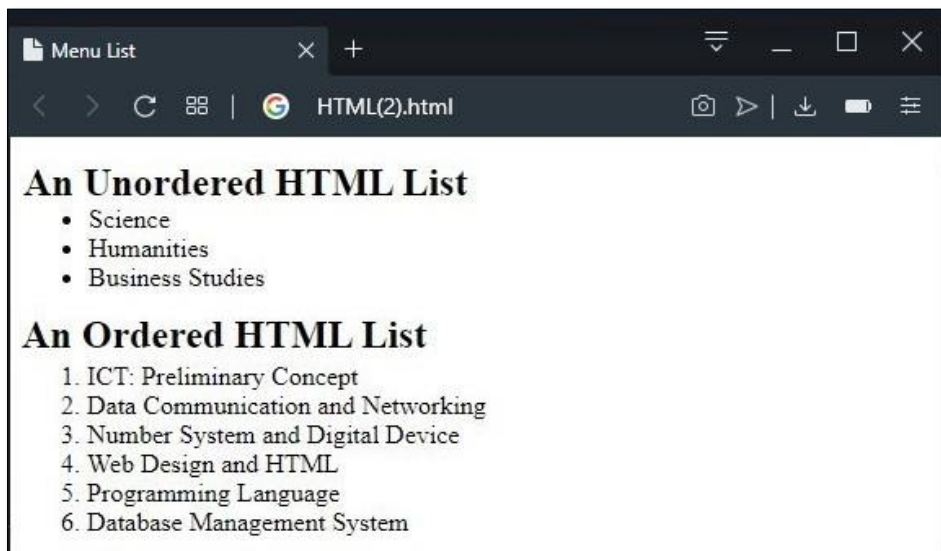 Menu List
HTML(2).html
An Unordered HTML List
• Science
• Humanities
• Business Studies
An Ordered HTML List
1. ICT: Preliminary Concept
2. Data Communication and Networking
3. Number System and Digital Device
4. Web Design and HTML
5. Programming Language
6. Database Management System